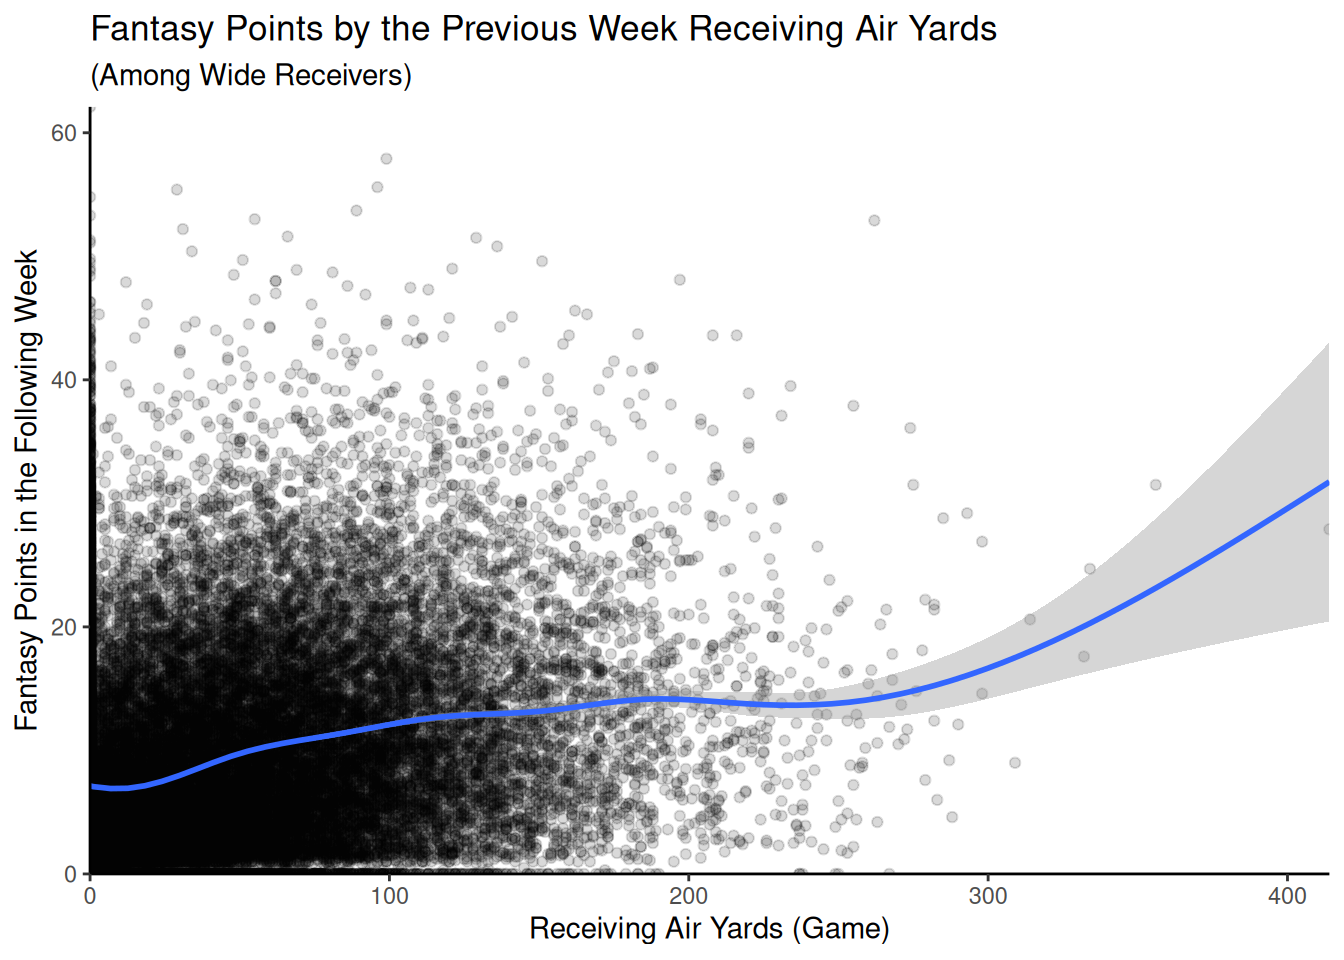 Fantasy Points by the Previous Week Receiving Air Yards
(Among Wide Receivers)
Fantasy Points in the Following Week
60
40
20
0
0 100 200 300 400
Receiving Air Yards (Game)